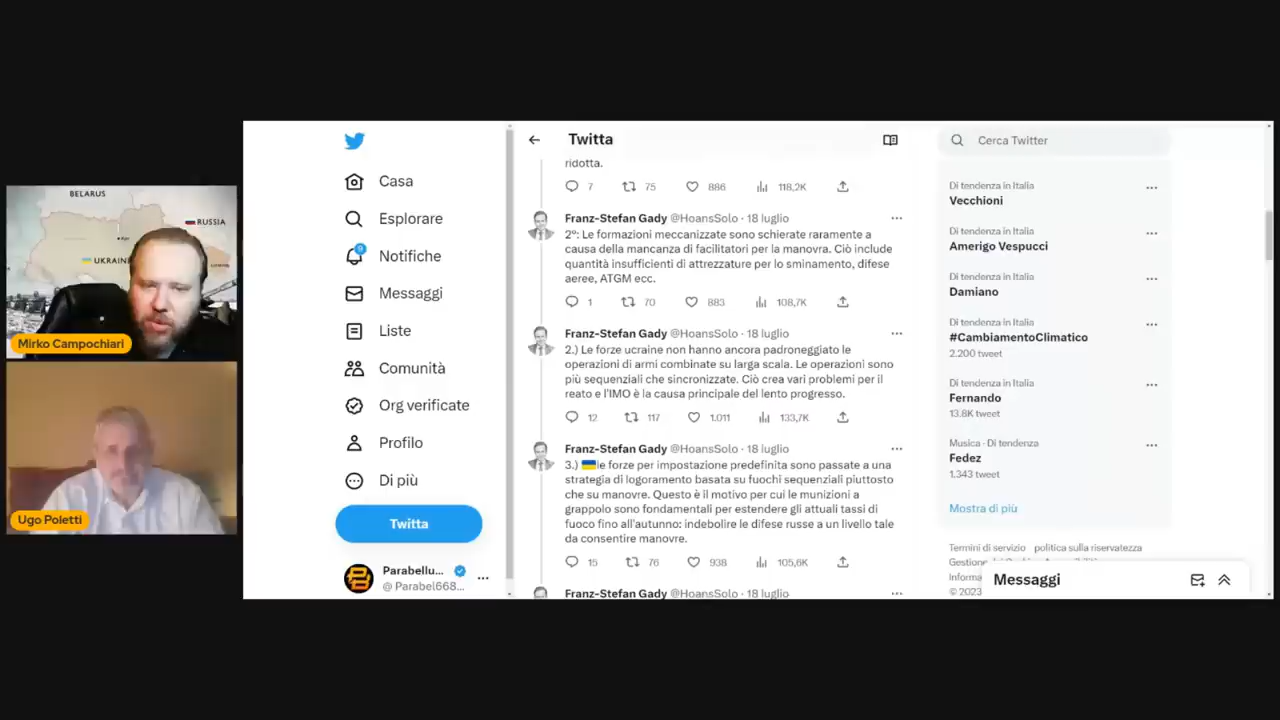 BELARUS
RUSSIA
UKRAIN
Mirko Campochiari
Ugo Poletti
Casa
Esplorare
9
Notifiche
Messaggi
Liste
Comunità
Org verificate
Profilo
Di più
Twitta
Parabellu...
@Parabel668...
Twitta
ridotta.
7 75 886 118,2K
Franz-Stefan Gady @HoansSolo · 18 luglio
2°: Le formazioni meccanizzate sono schierate raramente a
causa della mancanza di facilitatori per la manovra. Ciò include
quantità insufficienti di attrezzature per lo sminamento, difese
aeree, ATGM ecc.
1 70 883 108,7K
Franz-Stefan Gady @HoansSolo · 18 luglio
2.) Le forze ucraine non hanno ancora padroneggiato le
operazioni di armi combinate su larga scala. Le operazioni sono
più sequenziali che sincronizzate. Ciò crea vari problemi per il
reato e l'IMO è la causa principale del lento progresso.
12 117 1.011 133,7K
Franz-Stefan Gady @HoansSolo · 18 luglio
3.) 🇺🇦le forze per impostazione predefinita sono passate a una
strategia di logoramento basata su fuochi sequenziali piuttosto
che su manovre. Questo è il motivo per cui le munizioni a
grappolo sono fondamentali per estendere gli attuali tassi di
fuoco fino all'autunno: indebolire le difese russe a un livello tale
da consentire manovre.
15 76 938 105,6K
Franz-Stefan Gady @HoansSolo · 18 luglio
Cerca Twitter
Di tendenza in Italia
Vecchioni
Di tendenza in Italia
Amerigo Vespucci
Di tendenza in Italia
Damiano
Di tendenza in Italia
#CambiamentoClimatico
2.200 tweet
Di tendenza in Italia
Fernando
13.8K tweet
Musica · Di tendenza
Fedez
1.343 tweet
Mostra di più
Termini di servizio politica sulla riservatezza
Gestione
Informa
© 2023
Messaggi